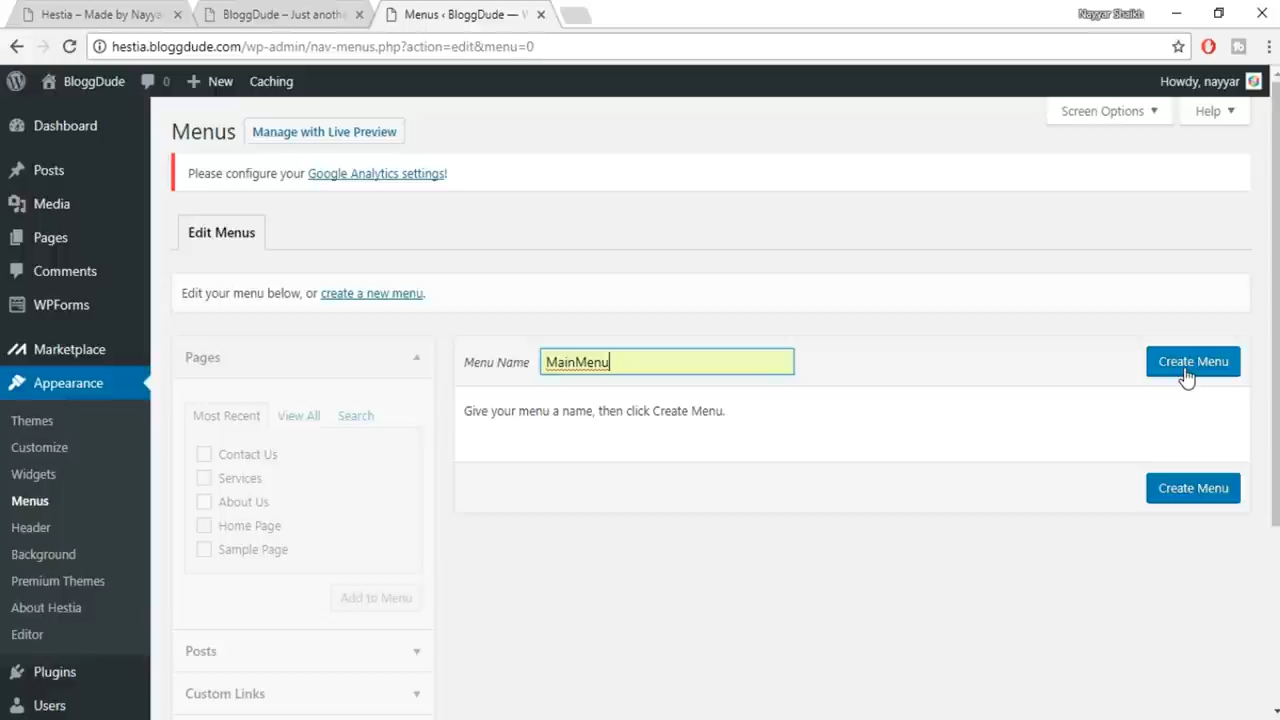 Hestia – Made by Nayya
BloggDude – Just anoth
Menus ‹ BloggDude — W
Nayyar Shaikh
hestia.bloggdude.com/wp-admin/nav-menus.php?action=edit&menu=0
BloggDude
0
New
Caching
Howdy, nayyar
Screen Options
Help
Dashboard
Posts
Media
Pages
Comments
WPForms
Marketplace
Appearance
Themes
Customize
Widgets
Menus
Header
Background
Premium Themes
About Hestia
Editor
Plugins
Users
Menus
Manage with Live Preview
Please configure your Google Analytics settings!
Edit Menus
Edit your menu below, or create a new menu.
Pages
Most Recent
View All
Search
Contact Us
Services
About Us
Home Page
Sample Page
Add to Menu
Posts
Custom Links
Menu Name
MainMenu
Create Menu
Give your menu a name, then click Create Menu.
Create Menu